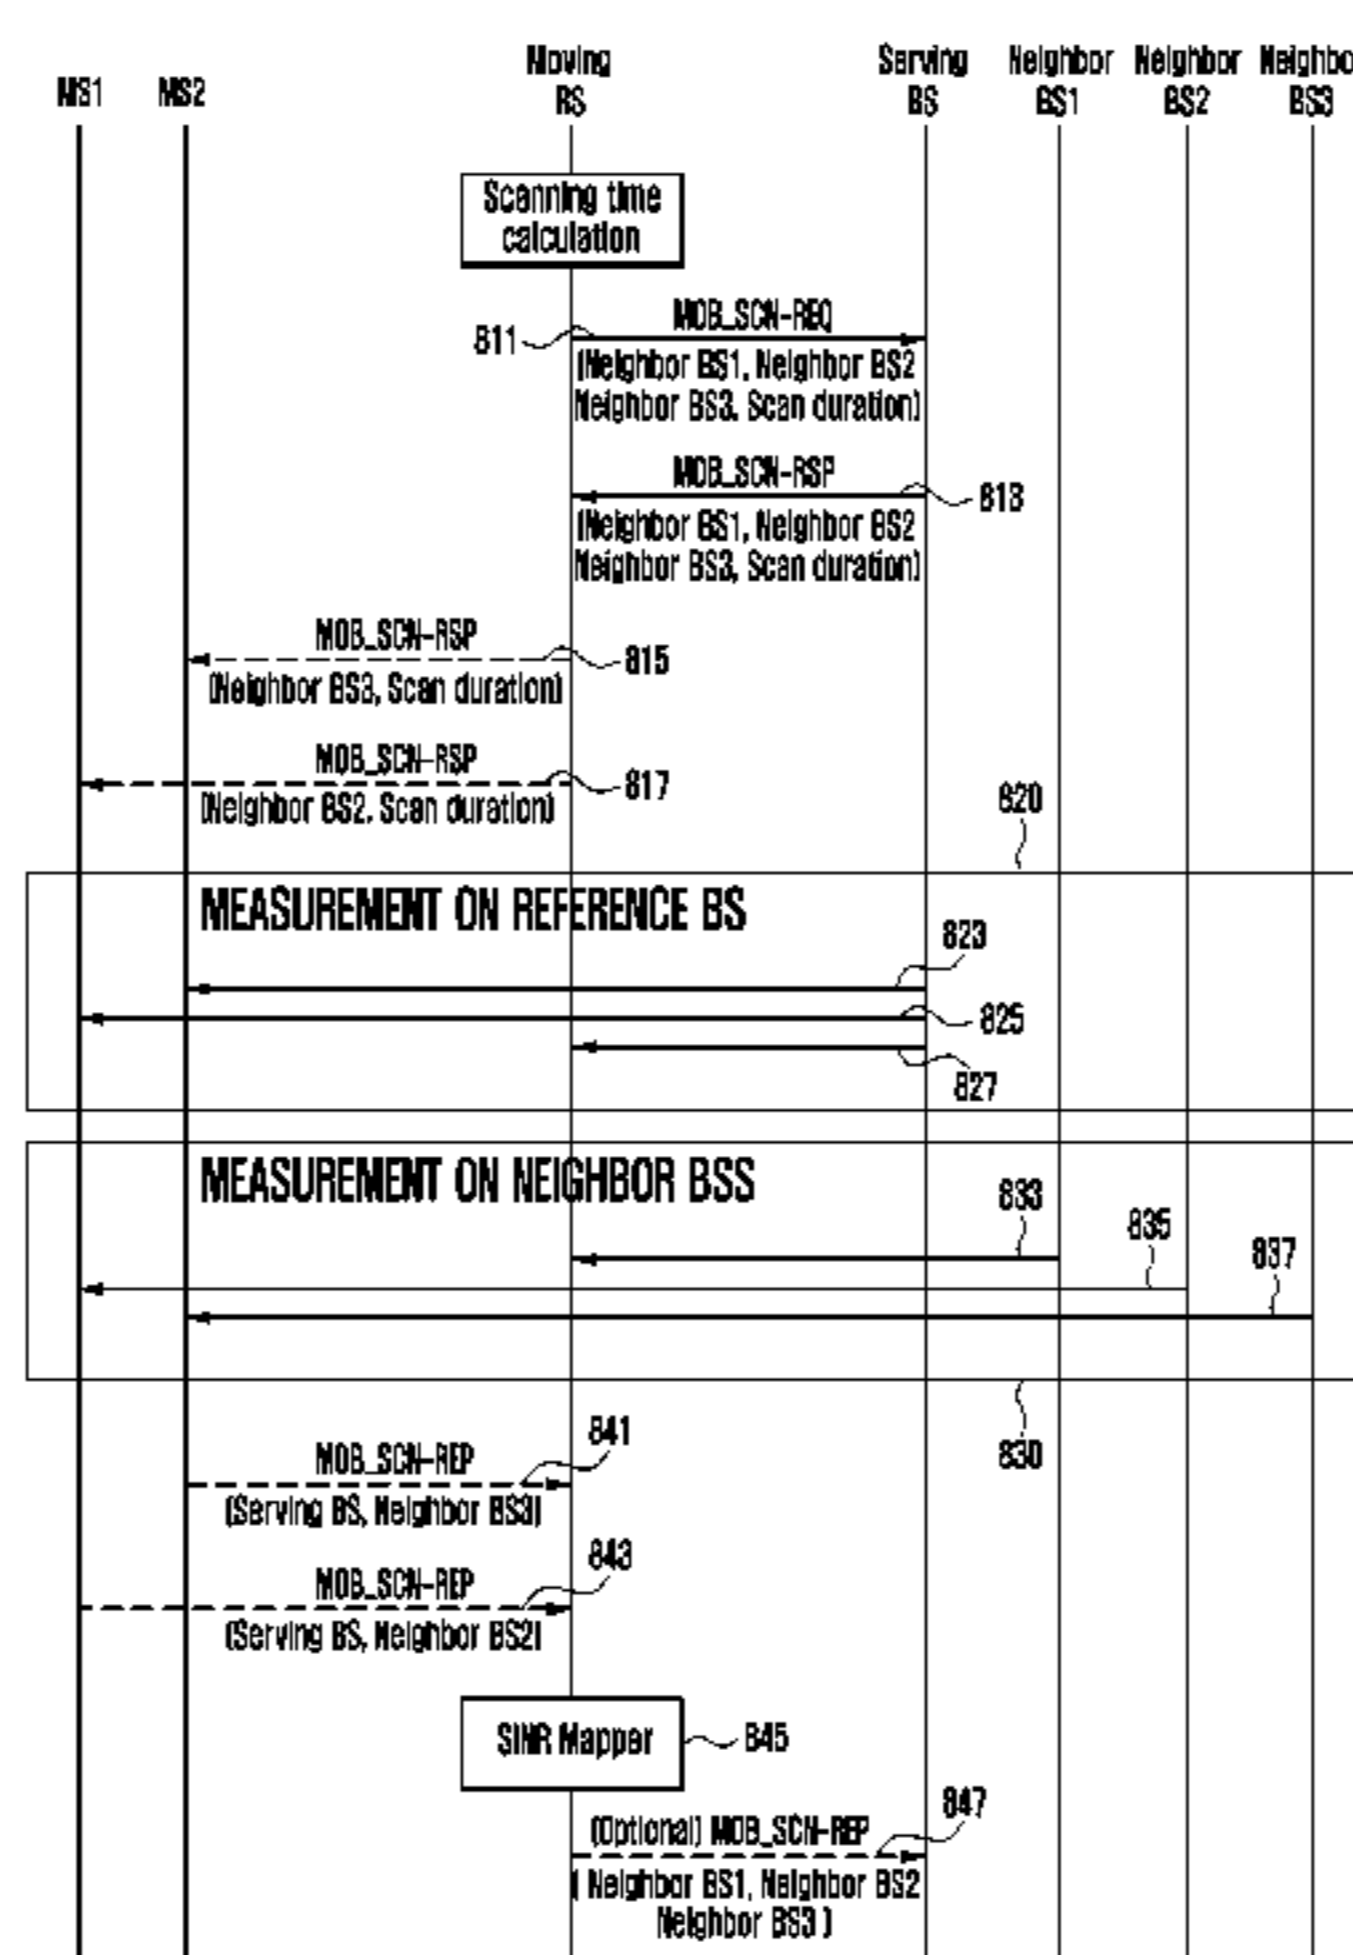 MS1
MS2
Moving
RS
Serving
BS
Neighbor
BS1
Neighbor
BS2
Neighbo
BS3
Scanning time
calculation
MOB_SCN-REQ
811
(Neighbor BS1, Neighbor BS2
Neighbor BS3, Scan duration)
MOB_SCN-RSP
813
(Neighbor BS1, Neighbor BS2
Neighbor BS3, Scan duration)
MOB_SCN-RSP
815
(Neighbor BS3, Scan duration)
MOB_SCN-RSP
817
(Neighbor BS2, Scan duration)
820
MEASUREMENT ON REFERENCE BS
823
825
827
MEASUREMENT ON NEIGHBOR BSS
833
835
837
830
841
MOB_SCN-REP
(Serving BS, Neighbor BS3)
843
MOB_SCN-REP
(Serving BS, Neighbor BS2)
SINR Mapper
845
847
(Optional) MOB_SCN-REP
( Neighbor BS1, Neighbor BS2
Neighbor BS3 )